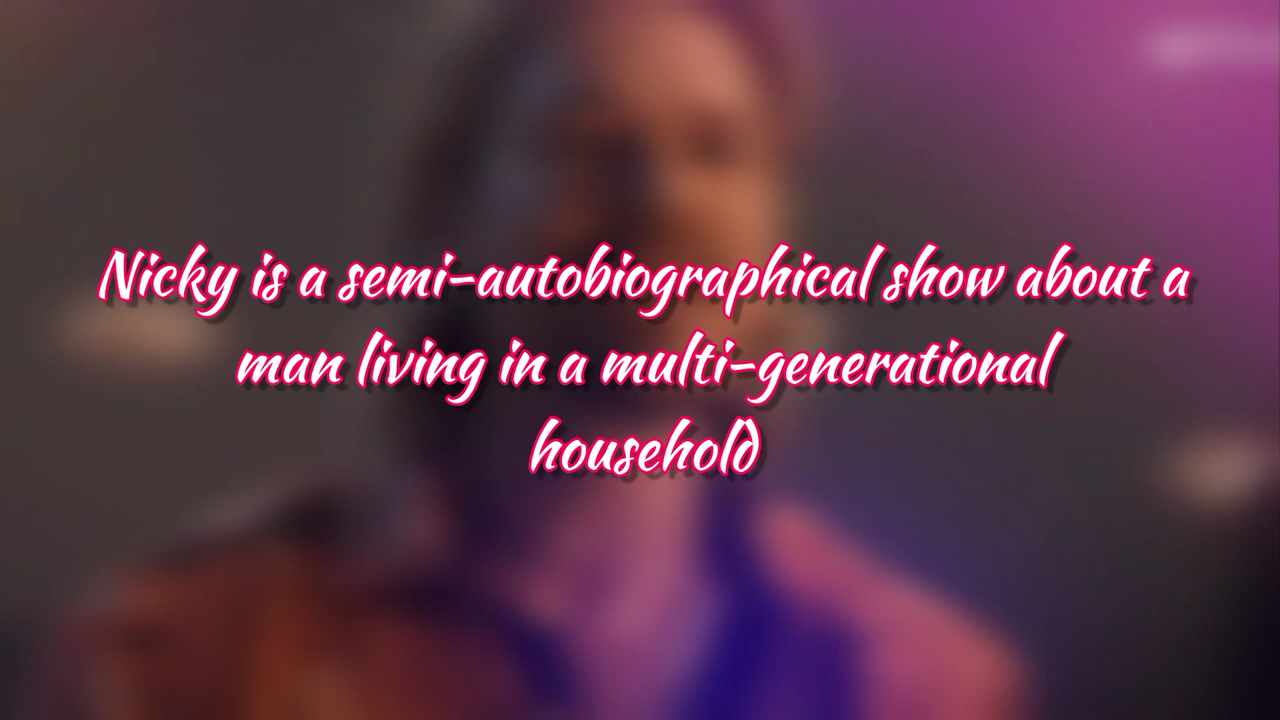 Nicky is a semi-autobiographical show about a
man living in a multi-generational
household